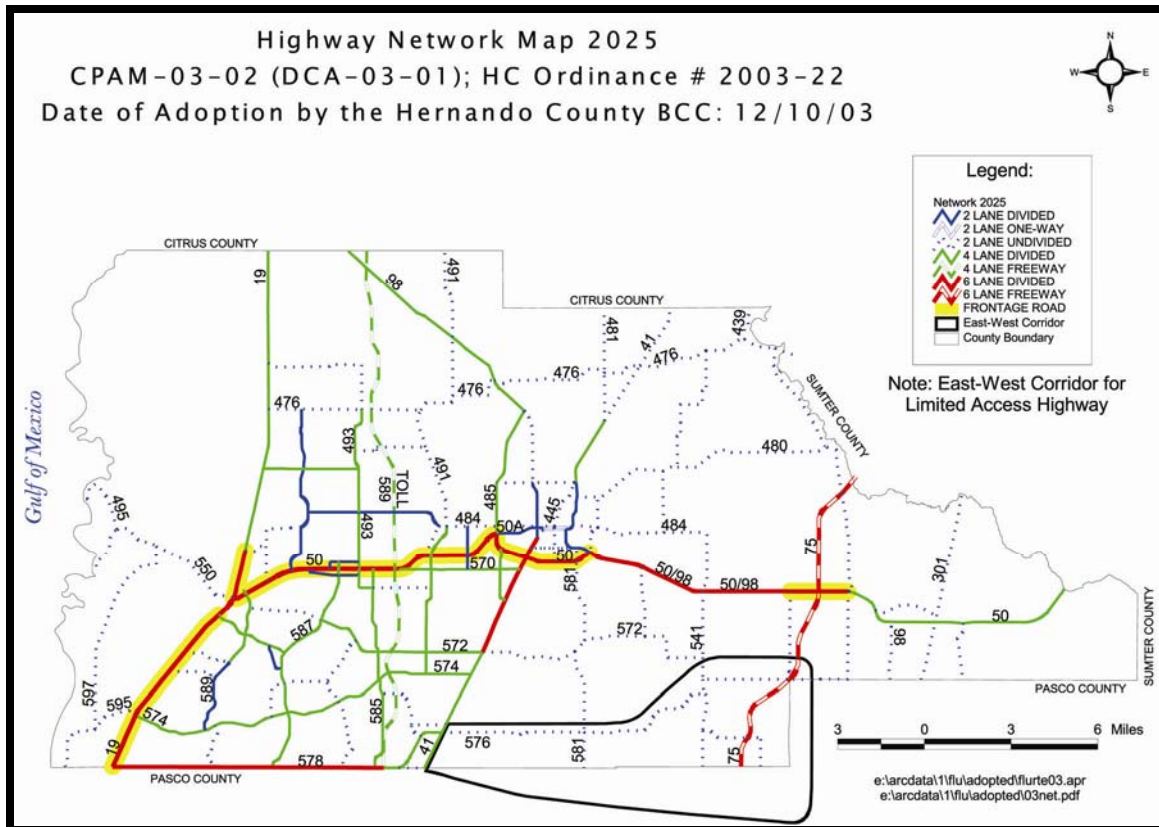 Highway Network Map 2025
CPAM-03-02 (DCA-03-01); HC Ordinance # 2003-22
Date of Adoption by the Hernando County BCC: 12/10/03
N
W
E
S
Legend:
Network 2025
2 LANE DIVIDED
2 LANE ONE-WAY
2 LANE UNDIVIDED
4 LANE DIVIDED
4 LANE FREEWAY
6 LANE DIVIDED
6 LANE FREEWAY
FRONTAGE ROAD
East-West Corridor
County Boundary
Note: East-West Corridor for
Limited Access Highway
CITRUS COUNTY
19
98
491
CITRUS COUNTY
481
41
439
476
476
476
476
SUMTER COUNTY
Gulf of Mexico
493
491
480
TOLL
589
485
445
495
493
484
50A
484
75
550
50
570
50
581
50/98
50/98
301
50
587
572
572
541
98
574
589
597
595
574
585
SUMTER COUNTY
PASCO COUNTY
19
578
41
576
581
75
PASCO COUNTY
3
0
3
6
Miles
e:\arcdata\1\flu\adopted\flurte03.apr
e:\arcdata\1\flu\adopted\03net.pdf